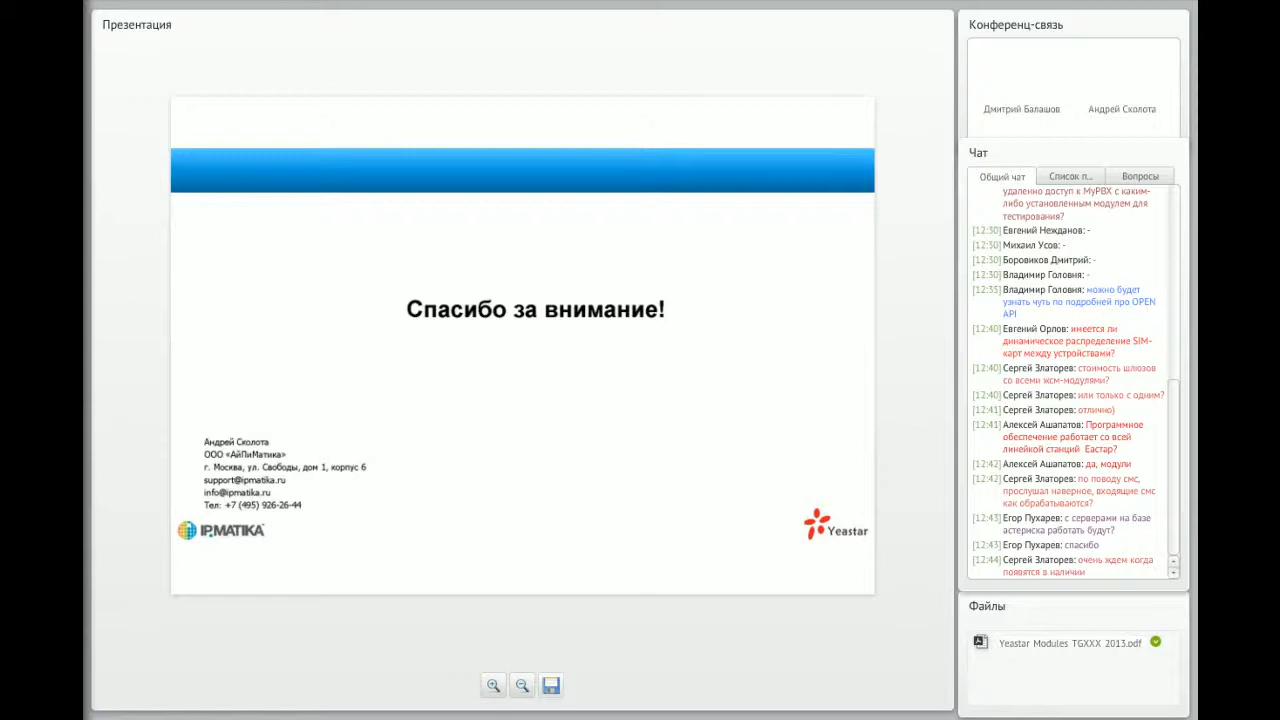 Презентация
Спасибо за внимание!
Андрей Сколота
ООО «АйПиМатика»
г. Москва, ул. Свободы, дом 1, корпус 6
support@ipmatika.ru
info@ipmatika.ru
Тел: +7 (495) 926-26-44
IPMATIKA
Yeastar
Конференц-связь
Дмитрий Балашов Андрей Сколота
Чат
Общий чат Список п... Вопросы
удаленно доступ к MyPBX с каким-
либо установленным модулем для
тестирования?
[12:30] Евгений Нежданов: -
[12:30] Михаил Усов: -
[12:30] Боровиков Дмитрий: -
[12:30] Владимир Головня: -
[12:35] Владимир Головня: можно будет
узнать чуть по подробней про OPEN
API
[12:40] Евгений Орлов: имеется ли
динамическое распределение SIM-
карт между устройствами?
[12:40] Сергей Златорев: стоимость шлюзов
со всеми жсм-модулями?
[12:40] Сергей Златорев: или только с одним?
[12:41] Сергей Златорев: отлично)
[12:41] Алексей Ашапатов: Программное
обеспечение работает со всей
линейкой станций Еастар?
[12:42] Алексей Ашапатов: да, модули
[12:42] Сергей Златорев: по поводу смс,
прослушал наверное, входящие смс
как обрабатываются?
[12:43] Егор Пухарев: с серверами на базе
астериска работать будут?
[12:43] Егор Пухарев: спасибо
[12:44] Сергей Златорев: очень ждем когда
появятся в наличии
Файлы
Yeastar Modules TGXXX 2013.pdf